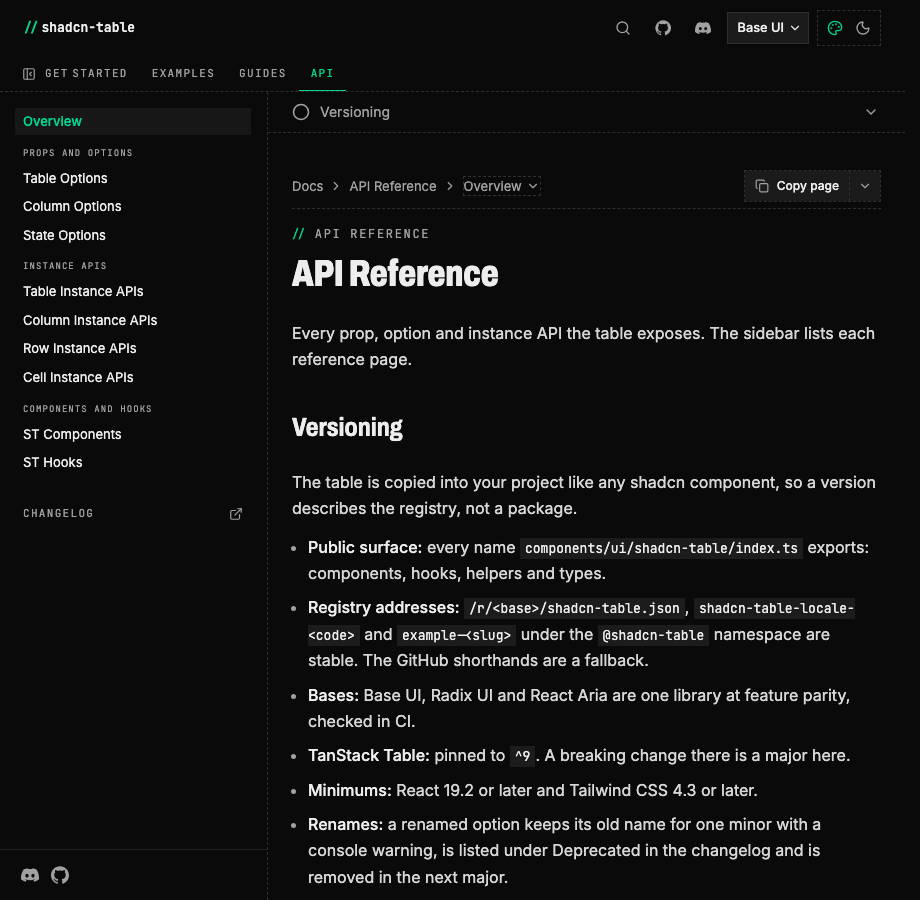 // shadcn-table
Base UI
GET STARTED
EXAMPLES
GUIDES
API
Overview
PROPS AND OPTIONS
Table Options
Column Options
State Options
INSTANCE APIS
Table Instance APIs
Column Instance APIs
Row Instance APIs
Cell Instance APIs
COMPONENTS AND HOOKS
ST Components
ST Hooks
CHANGELOG
Versioning
Docs > API Reference > Overview
Copy page
// API REFERENCE
API Reference
Every prop, option and instance API the table exposes. The sidebar lists each
reference page.
Versioning
The table is copied into your project like any shadcn component, so a version
describes the registry, not a package.
• Public surface: every name components/ui/shadcn-table/index.ts exports:
components, hooks, helpers and types.
• Registry addresses: /r/<base>/shadcn-table.json, shadcn-table-locale-
<code> and example-<slug> under the @shadcn-table namespace are
stable. The GitHub shorthands are a fallback.
• Bases: Base UI, Radix UI and React Aria are one library at feature parity,
checked in CI.
• TanStack Table: pinned to ^9. A breaking change there is a major here.
• Minimums: React 19.2 or later and Tailwind CSS 4.3 or later.
• Renames: a renamed option keeps its old name for one minor with a
console warning, is listed under Deprecated in the changelog and is
removed in the next major.